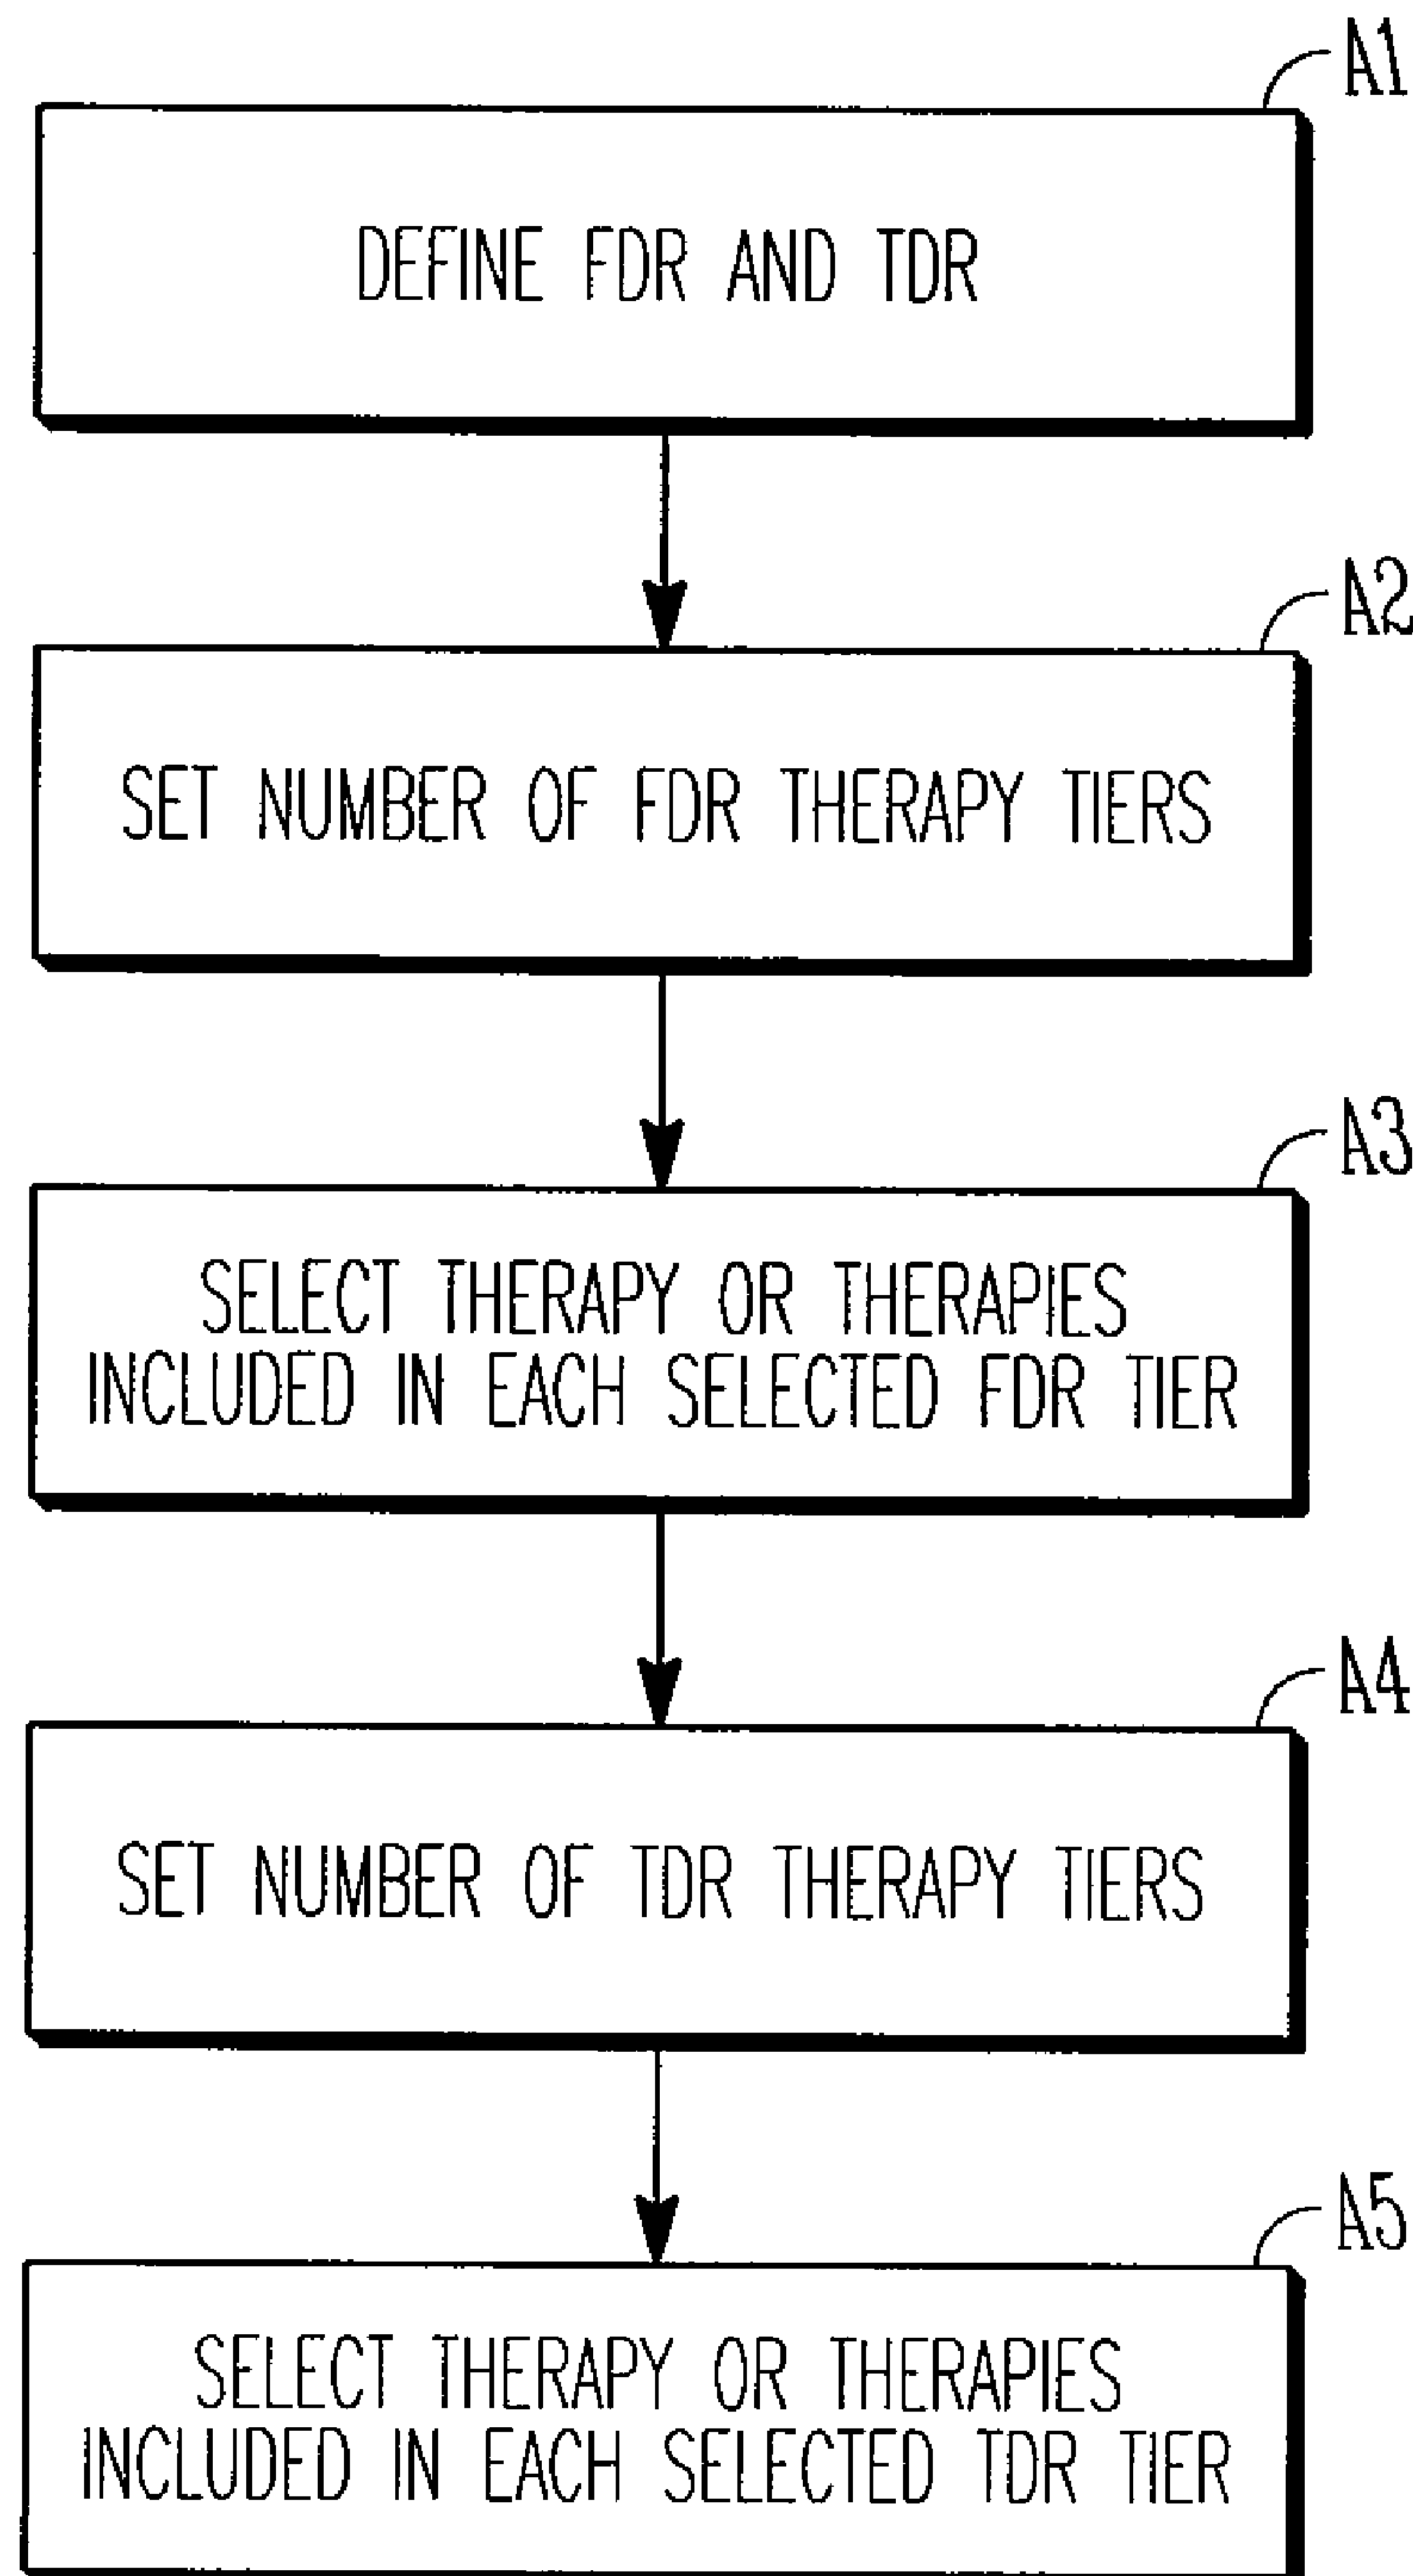 A1
DEFINE FDR AND TDR
A2
SET NUMBER OF FDR THERAPY TIERS
A3
SELECT THERAPY OR THERAPIES
INCLUDED IN EACH SELECTED FDR TIER
A4
SET NUMBER OF TDR THERAPY TIERS
A5
SELECT THERAPY OR THERAPIES
INCLUDED IN EACH SELECTED TDR TIER